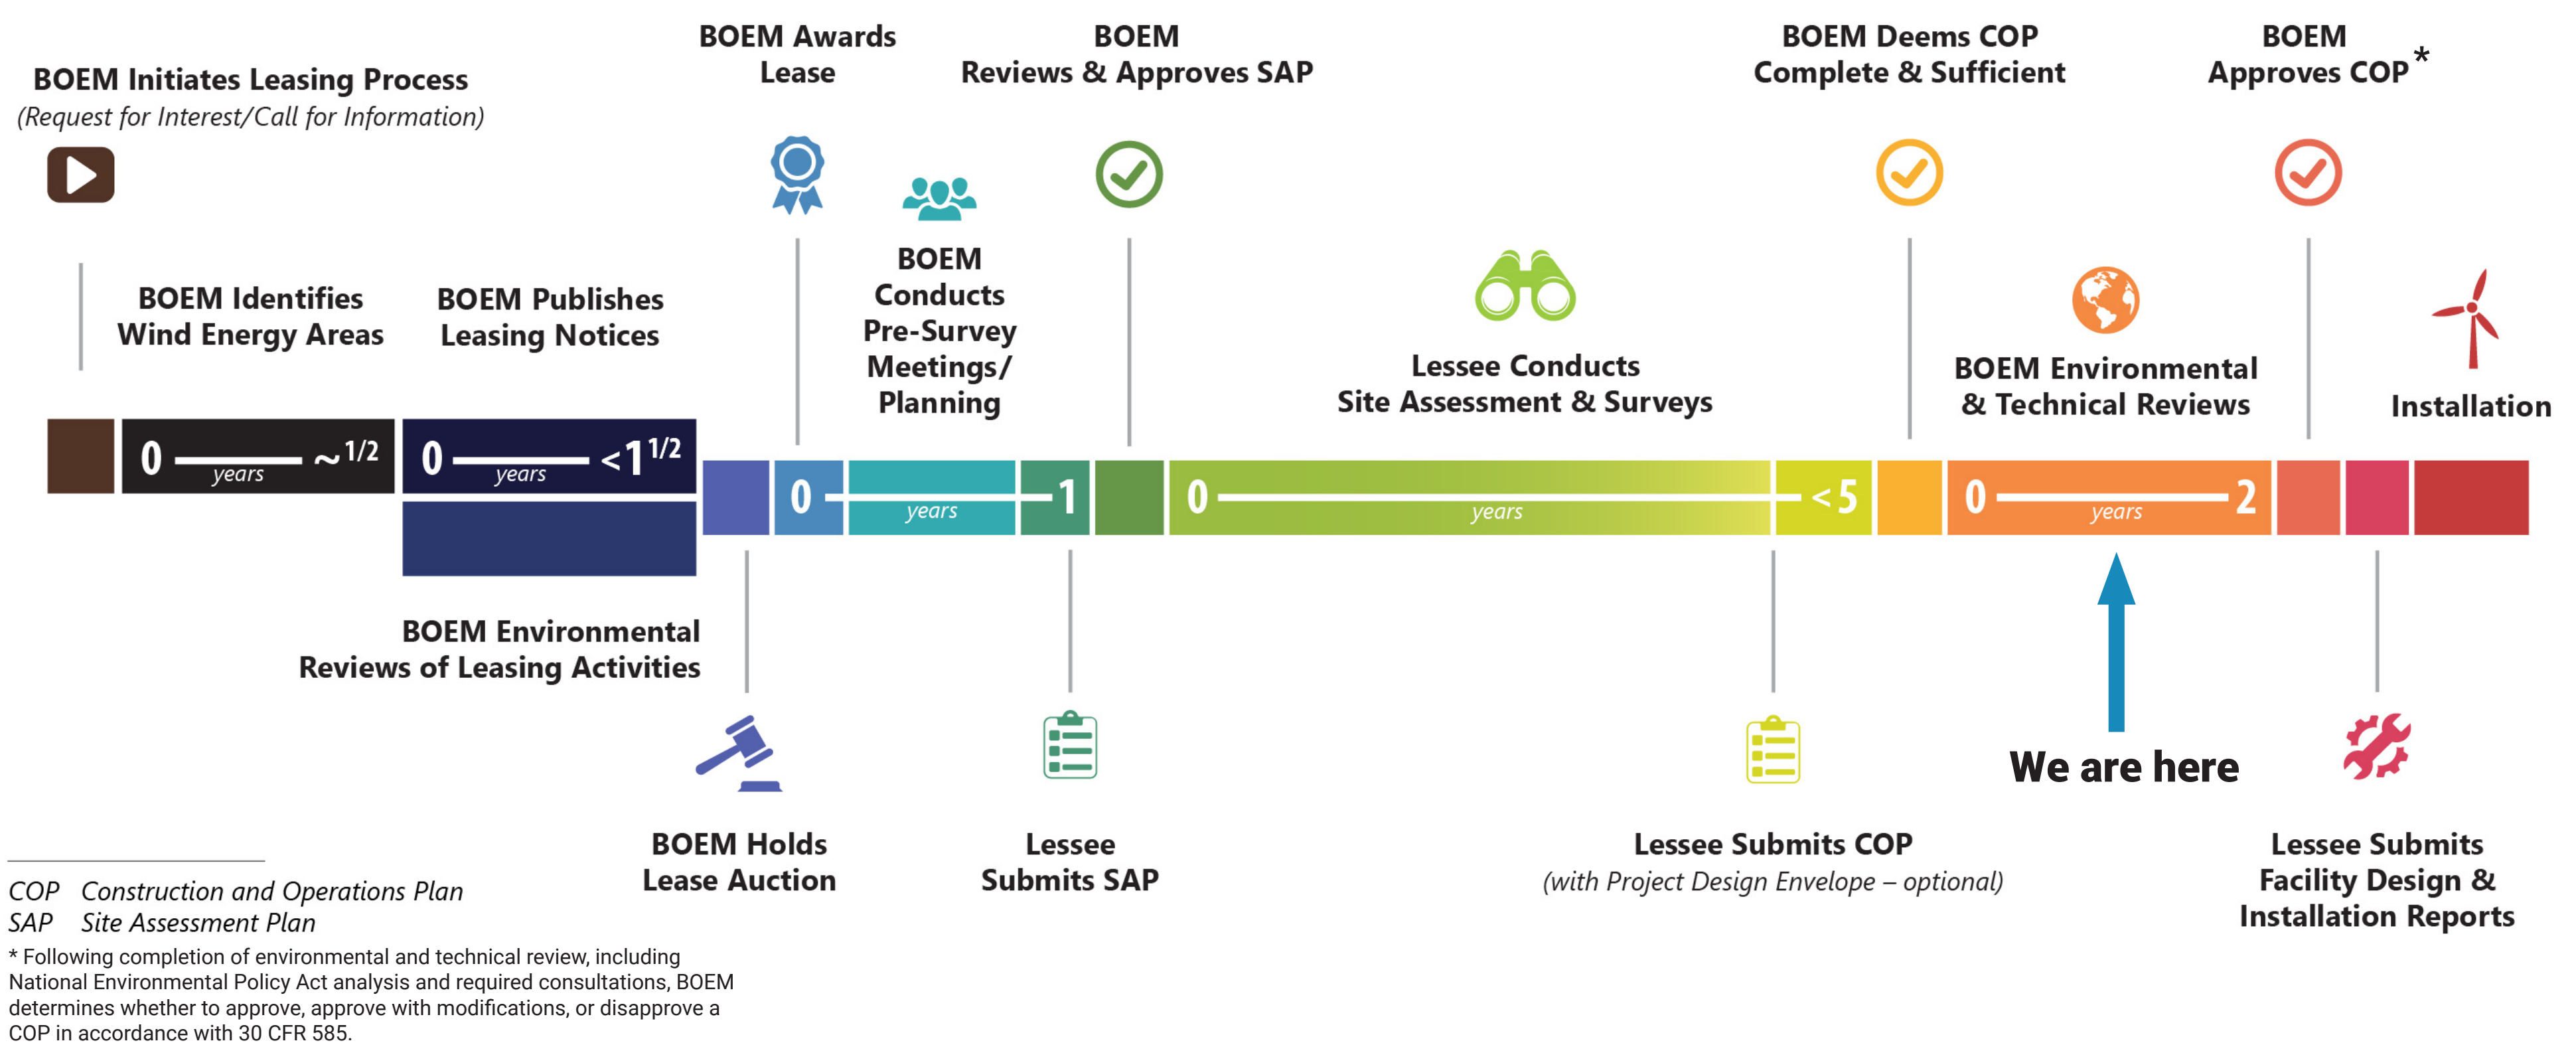 BOEM Initiates Leasing Process
(Request for Interest/Call for Information)
BOEM Identifies
Wind Energy Areas
BOEM Publishes
Leasing Notices
BOEM Awards
Lease
BOEM
Conducts
Pre-Survey
Meetings/
Planning
BOEM
Reviews & Approves SAP
Lessee Conducts
Site Assessment & Surveys
BOEM Deems COP
Complete & Sufficient
BOEM Environmental
& Technical Reviews
BOEM
Approves COP*
Installation
0 years ~1/2
0 years <1 1/2
0 years 1
0 years <5
0 years 2
BOEM Environmental
Reviews of Leasing Activities
BOEM Holds
Lease Auction
Lessee
Submits SAP
Lessee Submits COP
(with Project Design Envelope – optional)
We are here
Lessee Submits
Facility Design &
Installation Reports
COP Construction and Operations Plan
SAP Site Assessment Plan
* Following completion of environmental and technical review, including
National Environmental Policy Act analysis and required consultations, BOEM
determines whether to approve, approve with modifications, or disapprove a
COP in accordance with 30 CFR 585.